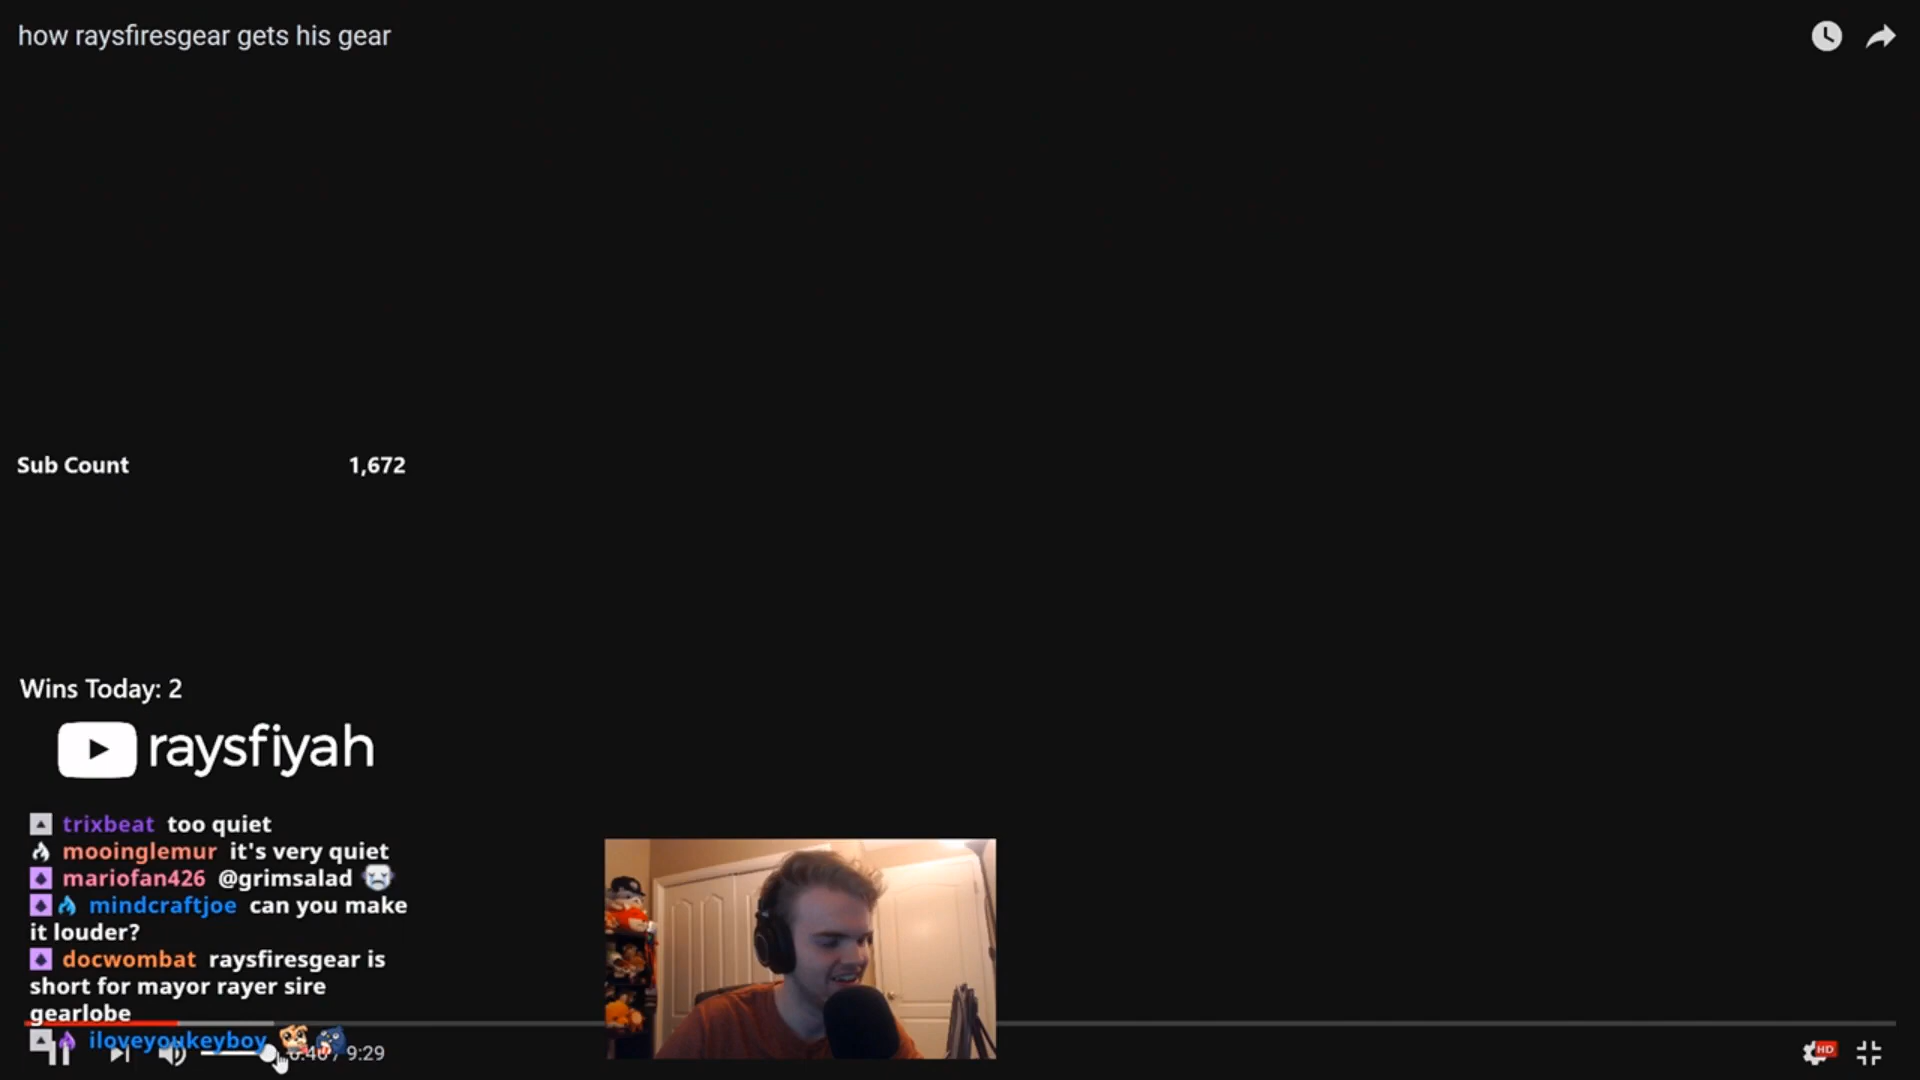 how raysfiresgear gets his gear
Sub Count 1,672
Wins Today: 2
raysfiyah
trixbeat too quiet
mooinglemur it's very quiet
mariofan426 @grimsalad
mindcraftjoe can you make
it louder?
docwombat raysfiresgear is
short for mayor rayer sire
gearlobe
iloveyoukeyboy
/ 9:29
HD